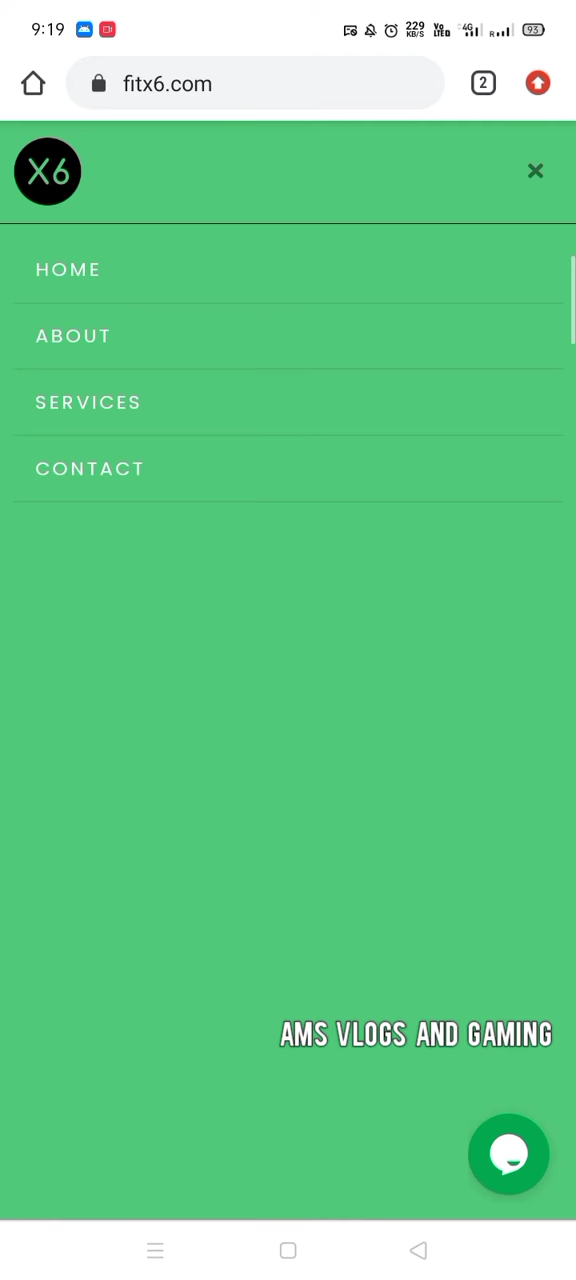 9:19 229 KB/S Vo LTED 4G R 93
fitx6.com 2
X6
HOME
ABOUT
SERVICES
CONTACT
AMS VLOGS AND GAMING